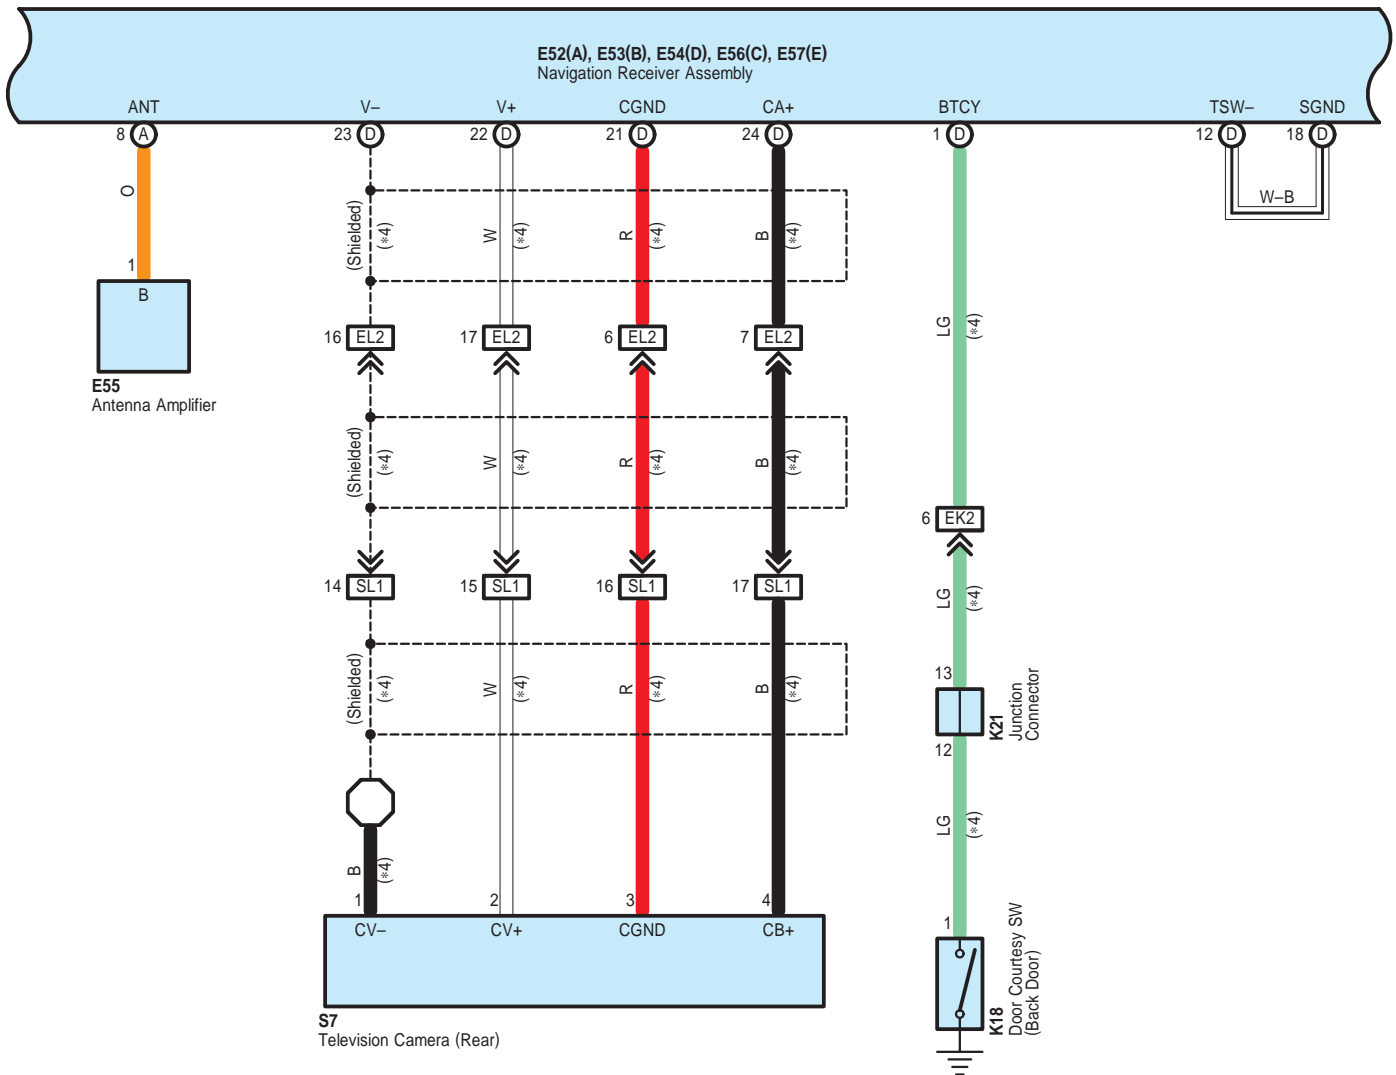 E52(A), E53(B), E54(D), E56(C), E57(E)
Navigation Receiver Assembly
ANT V– V+ CGND CA+ BTCY TSW– SGND
8 A 23 D 22 D 21 D 24 D 1 D 12 D 18 D
O
W–B
(Shielded) (∗4) W (∗4) R (∗4) B (∗4)
1
B
E55
Antenna Amplifier
LG (∗4)
16 EL2 17 EL2 6 EL2 7 EL2
(Shielded) (∗4) W (∗4) R (∗4) B (∗4)
6 EK2
14 SL1 15 SL1 16 SL1 17 SL1
LG (∗4)
(Shielded) (∗4) W (∗4) R (∗4) B (∗4)
13
K21
Junction
Connector
12
LG (∗4)
B (∗4)
1 2 3 4
CV– CV+ CGND CB+
S7
Television Camera (Rear)
1
K18
Door Courtesy SW
(Back Door)